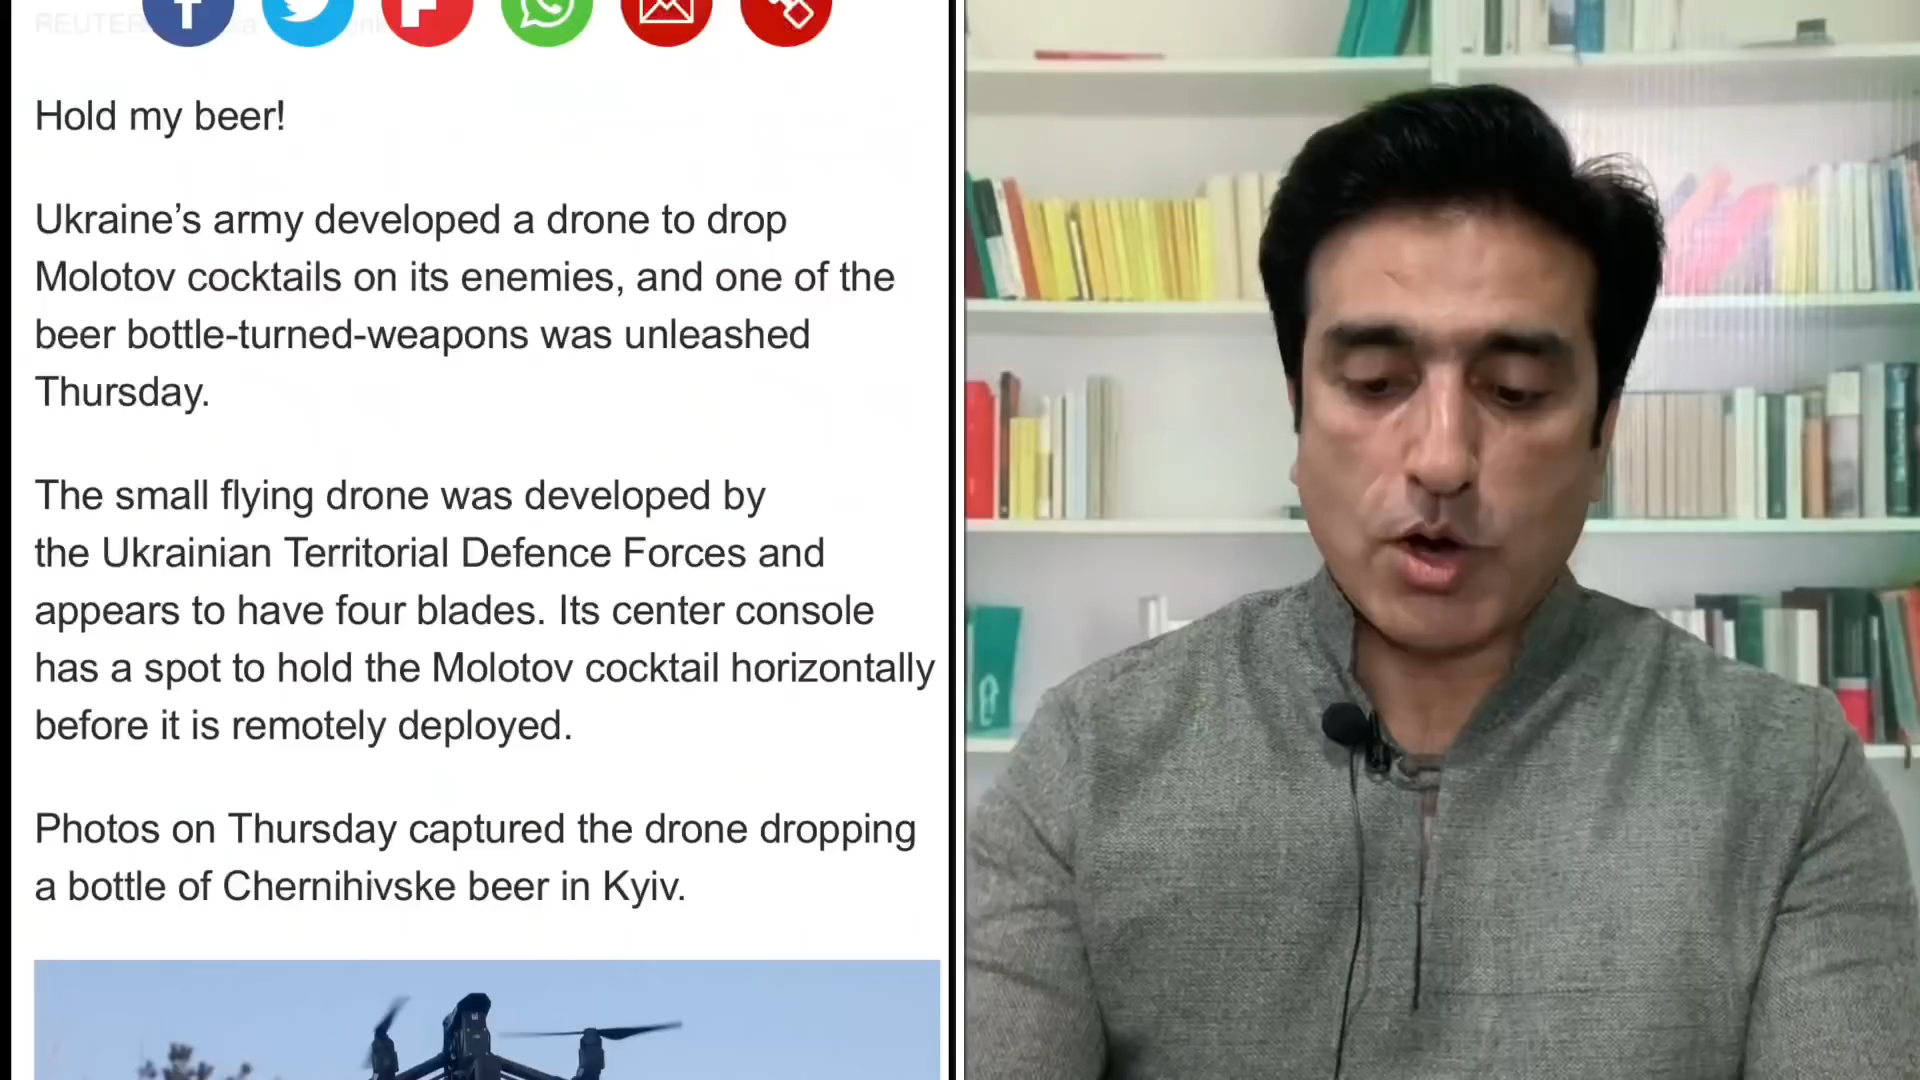 REUTER
Hold my beer!
Ukraine’s army developed a drone to drop
Molotov cocktails on its enemies, and one of the
beer bottle-turned-weapons was unleashed
Thursday.
The small flying drone was developed by
the Ukrainian Territorial Defence Forces and
appears to have four blades. Its center console
has a spot to hold the Molotov cocktail horizontally
before it is remotely deployed.
Photos on Thursday captured the drone dropping
a bottle of Chernihivske beer in Kyiv.